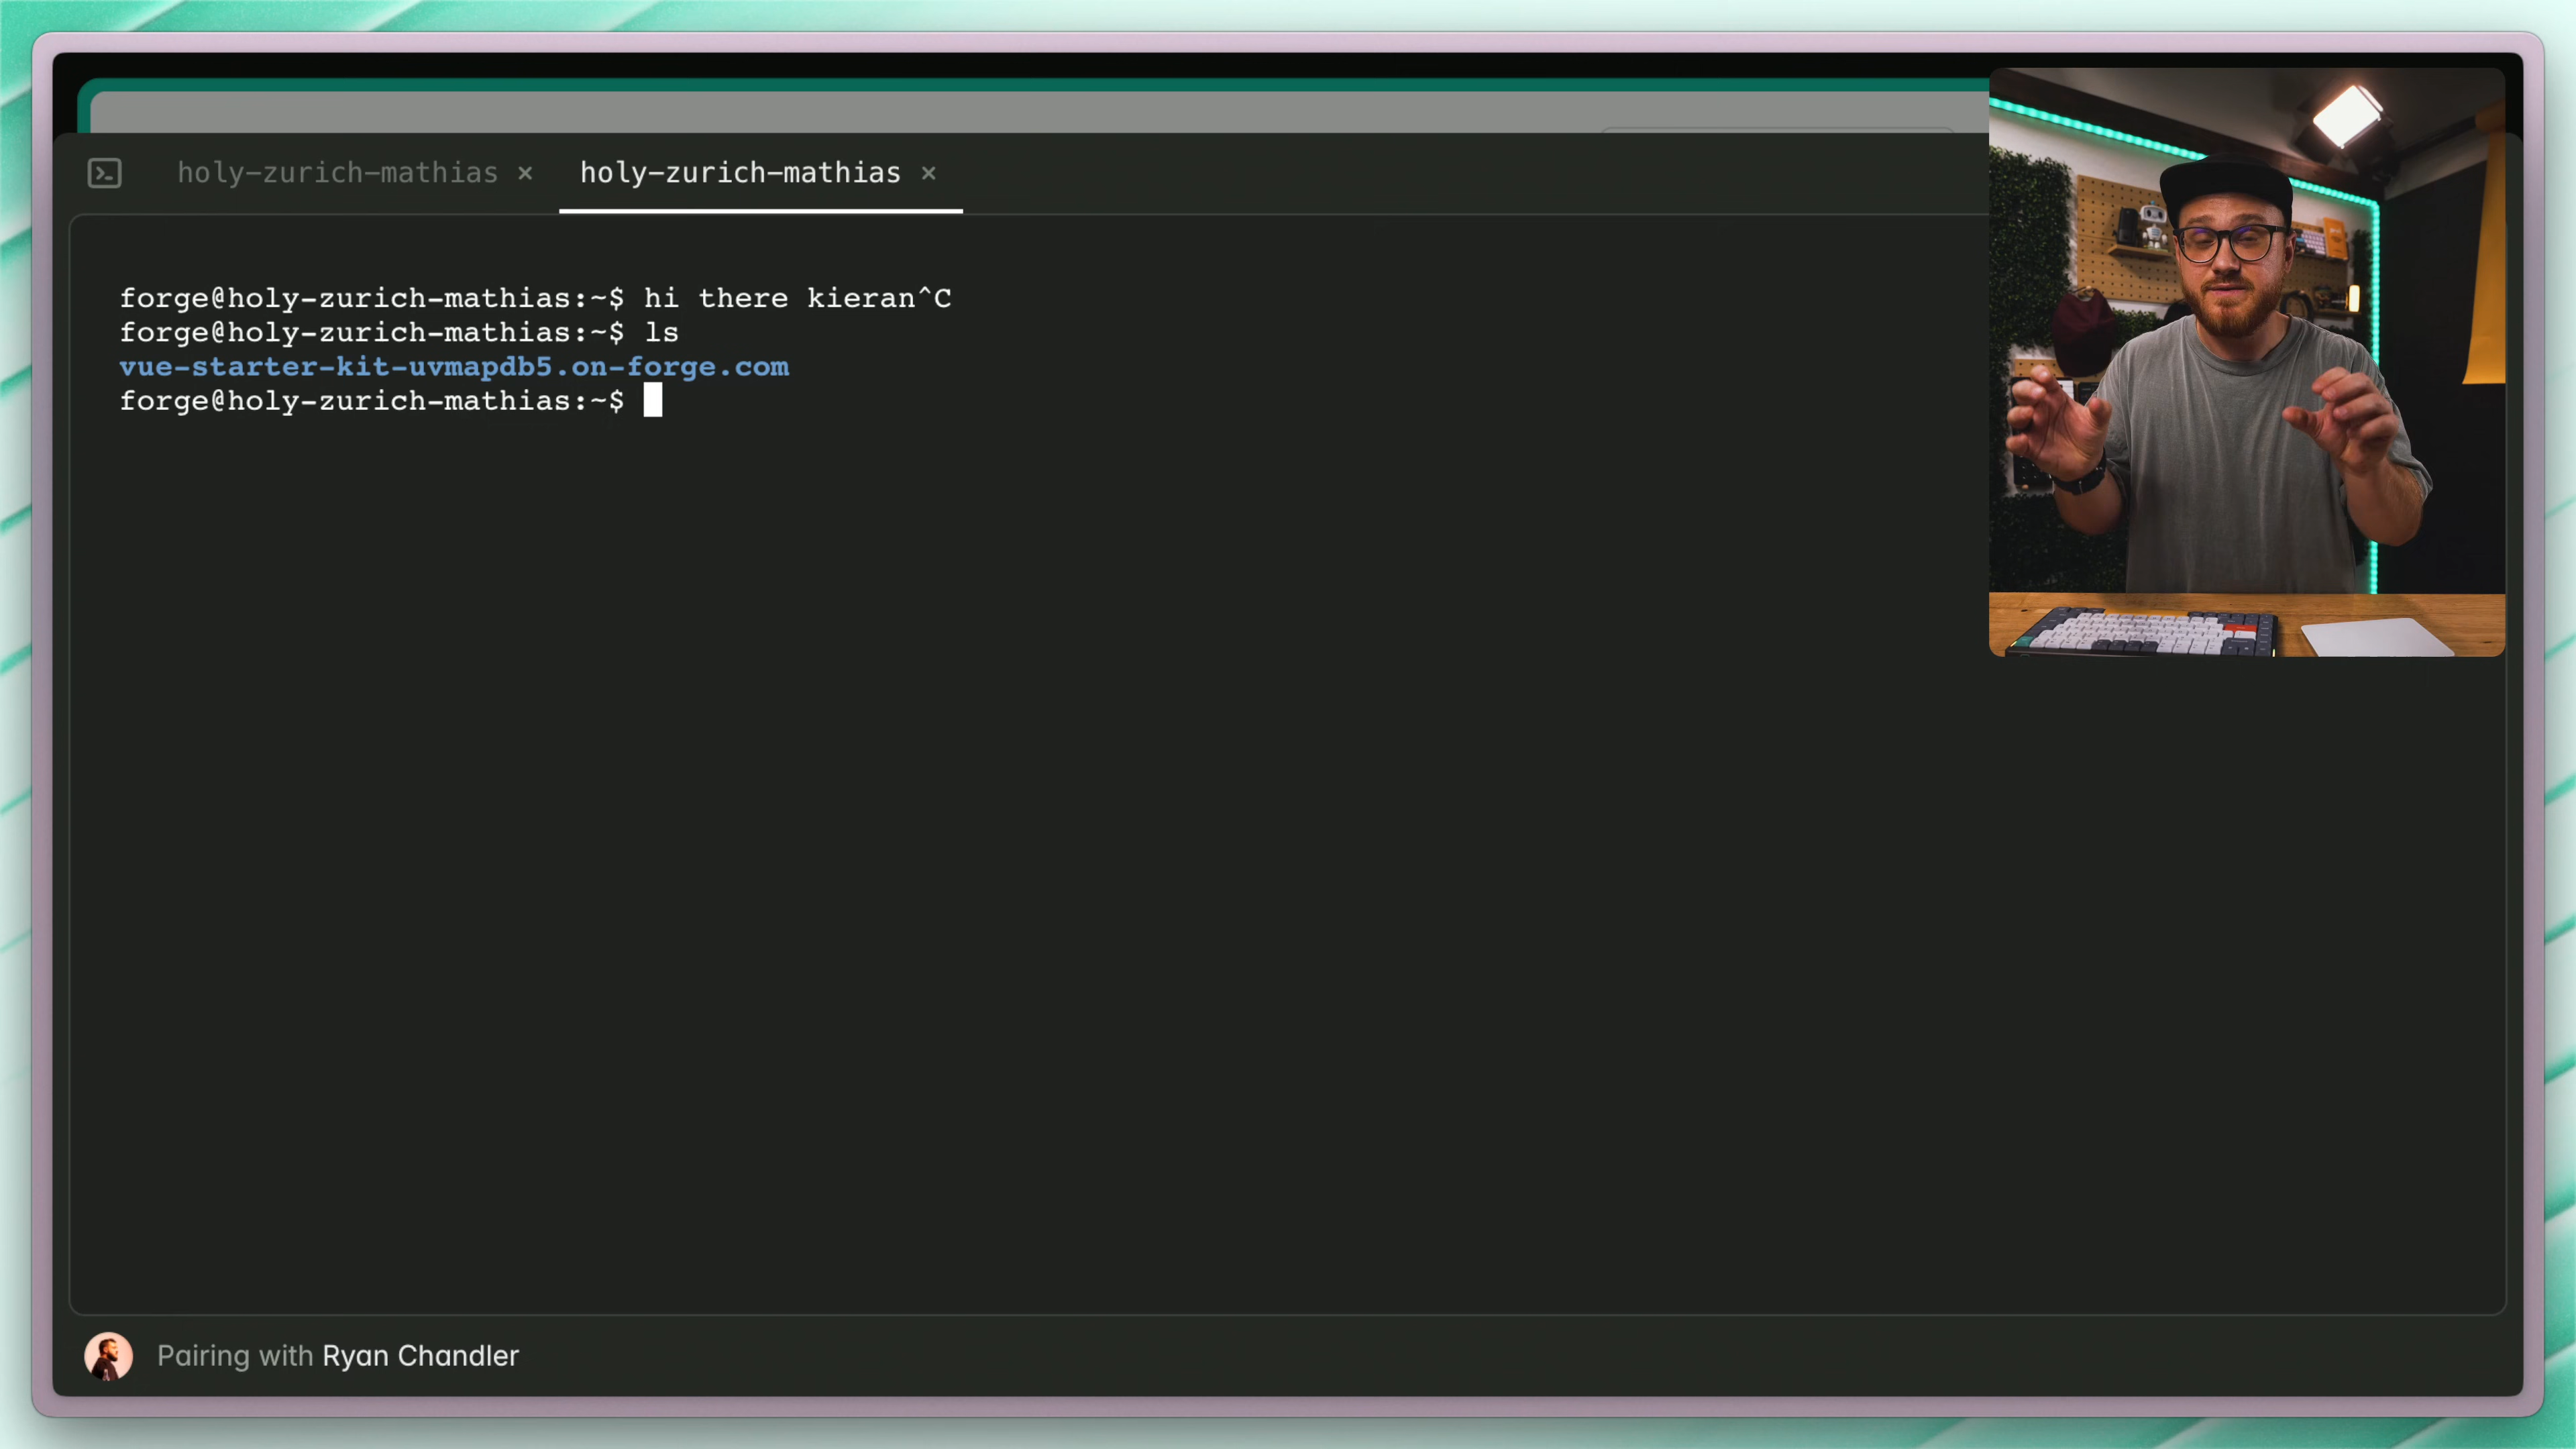 holy-zurich-mathias ×
holy-zurich-mathias ×
forge@holy-zurich-mathias:~$ hi there kieran^C
forge@holy-zurich-mathias:~$ ls
vue-starter-kit-uvmapdb5.on-forge.com
forge@holy-zurich-mathias:~$
Pairing with Ryan Chandler